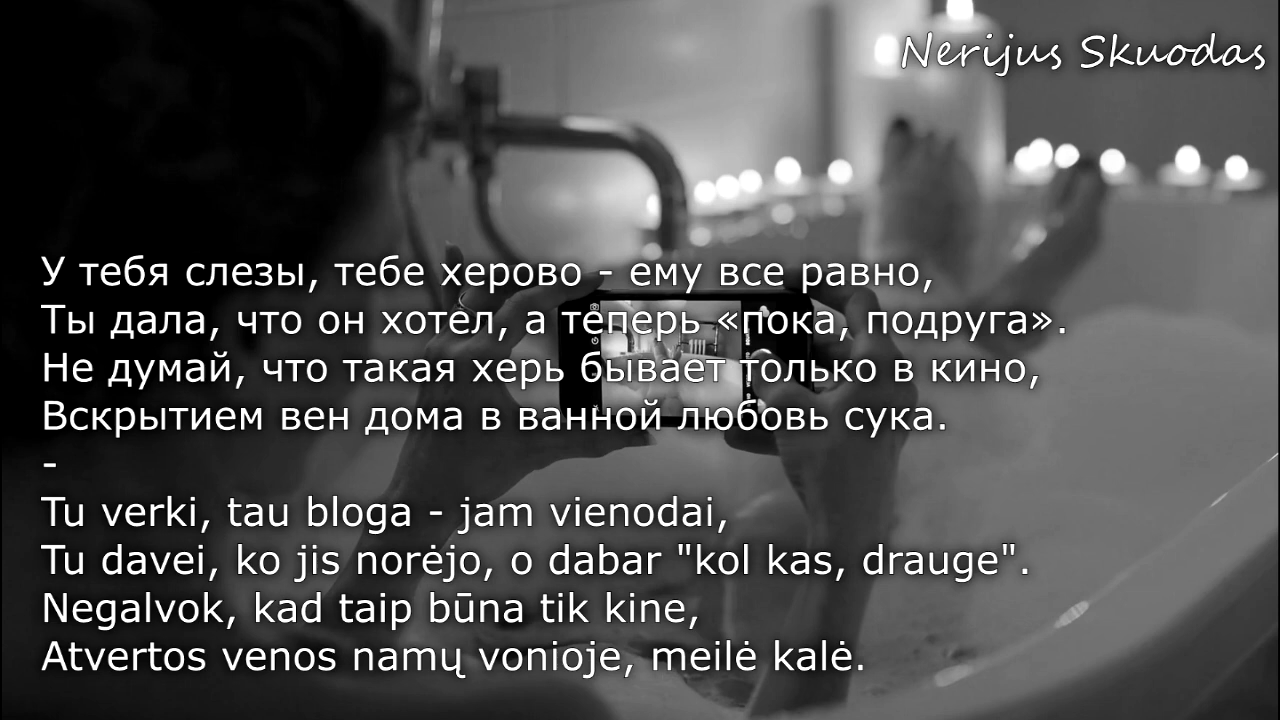 Nerijus Skuodas
У тебя слезы, тебе херово - ему все равно,
Ты дала, что он хотел, а теперь «пока, подруга».
Не думай, что такая херь бывает только в кино,
Вскрытием вен дома в ванной любовь сука.
-
Tu verki, tau bloga - jam vienodai,
Tu davei, ko jis norėjo, o dabar "kol kas, drauge".
Negalvok, kad taip būna tik kine,
Atvertos venos namų vonioje, meilė kalė.